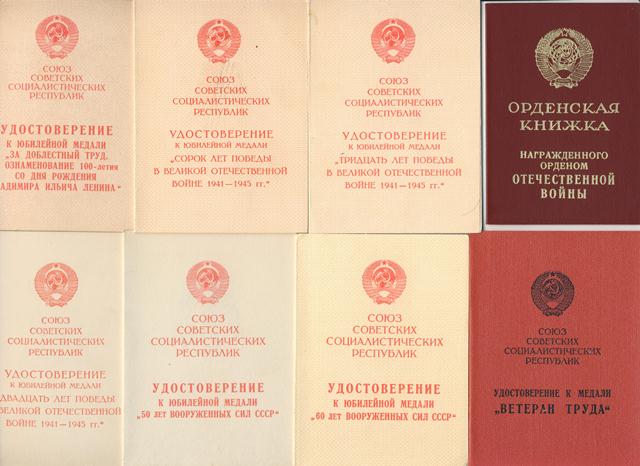 СОЮЗ
СОВЕТСКИХ
СОЦИАЛИСТИЧЕСКИХ
РЕСПУБЛИК
УДОСТОВЕРЕНИЕ
К ЮБИЛЕЙНОЙ МЕДАЛИ
"ЗА ДОБЛЕСТНЫЙ ТРУД.
ОЗНАМЕНОВАНИЕ 100-летия
СО ДНЯ РОЖДЕНИЯ
АДИМИРА ИЛЬИЧА ЛЕНИНА"
СОЮЗ
СОВЕТСКИХ
СОЦИАЛИСТИЧЕСКИХ
РЕСПУБЛИК
УДОСТОВЕРЕНИЕ
К ЮБИЛЕЙНОЙ МЕДАЛИ
„СОРОК ЛЕТ ПОБЕДЫ
В ВЕЛИКОЙ ОТЕЧЕСТВЕННОЙ
ВОЙНЕ 1941—1945 гг."
СОЮЗ
СОВЕТСКИХ
СОЦИАЛИСТИЧЕСКИХ
РЕСПУБЛИК
УДОСТОВЕРЕНИЕ
К ЮБИЛЕЙНОЙ МЕДАЛИ
„ТРИДЦАТЬ ЛЕТ ПОБЕДЫ
В ВЕЛИКОЙ ОТЕЧЕСТВЕННОЙ
ВОЙНЕ 1941—1945 гг."
ОРДЕНСКАЯ
КНИЖКА
НАГРАЖДЕННОГО
ОРДЕНОМ
ОТЕЧЕСТВЕННОЙ
ВОЙНЫ
СОЮЗ
СОВЕТСКИХ
СОЦИАЛИСТИЧЕСКИХ
РЕСПУБЛИК
УДОСТОВЕРЕНИЕ
К ЮБИЛЕЙНОЙ МЕДАЛИ
ДВАДЦАТЬ ЛЕТ ПОБЕДЫ
ВЕЛИКОЙ ОТЕЧЕСТВЕННОЙ
ВОЙНЕ 1941—1945 гг."
СОЮЗ
СОВЕТСКИХ
СОЦИАЛИСТИЧЕСКИХ
РЕСПУБЛИК
УДОСТОВЕРЕНИЕ
К ЮБИЛЕЙНОЙ МЕДАЛИ
„50 ЛЕТ ВООРУЖЕННЫХ СИЛ СССР"
СОЮЗ
СОВЕТСКИХ
СОЦИАЛИСТИЧЕСКИХ
РЕСПУБЛИК
УДОСТОВЕРЕНИЕ
К ЮБИЛЕЙНОЙ МЕДАЛИ
„60 ЛЕТ ВООРУЖЕННЫХ СИЛ СССР"
СОЮЗ
СОВЕТСКИХ
СОЦИАЛИСТИЧЕСКИХ
РЕСПУБЛИК
УДОСТОВЕРЕНИЕ К МЕДАЛИ
„ВЕТЕРАН ТРУДА"